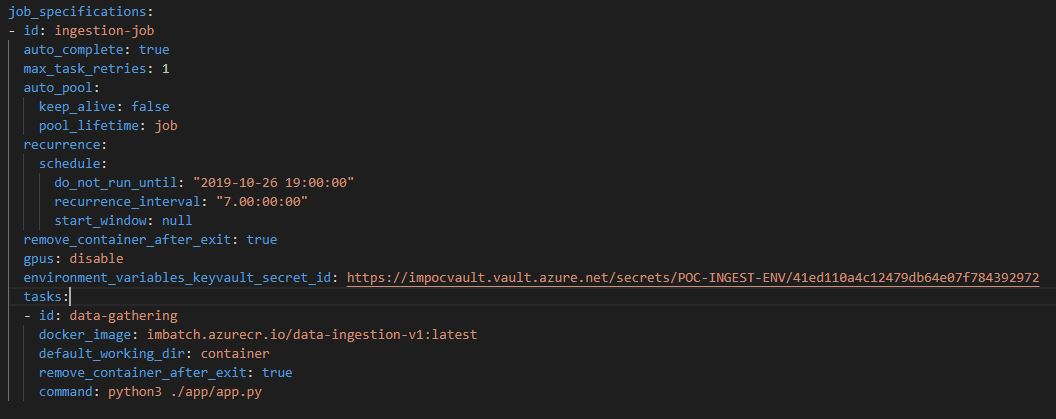 job_specifications:
- id: ingestion-job
  auto_complete: true
  max_task_retries: 1
  auto_pool:
    keep_alive: false
    pool_lifetime: job
  recurrence:
    schedule:
      do_not_run_until: "2019-10-26 19:00:00"
      recurrence_interval: "7.00:00:00"
      start_window: null
  remove_container_after_exit: true
  gpus: disable
  environment_variables_keyvault_secret_id: https://impocvault.vault.azure.net/secrets/POC-INGEST-ENV/41ed110a4c12479db64e07f784392972
  tasks:
  - id: data-gathering
    docker_image: imbatch.azurecr.io/data-ingestion-v1:latest
    default_working_dir: container
    remove_container_after_exit: true
    command: python3 ./app/app.py